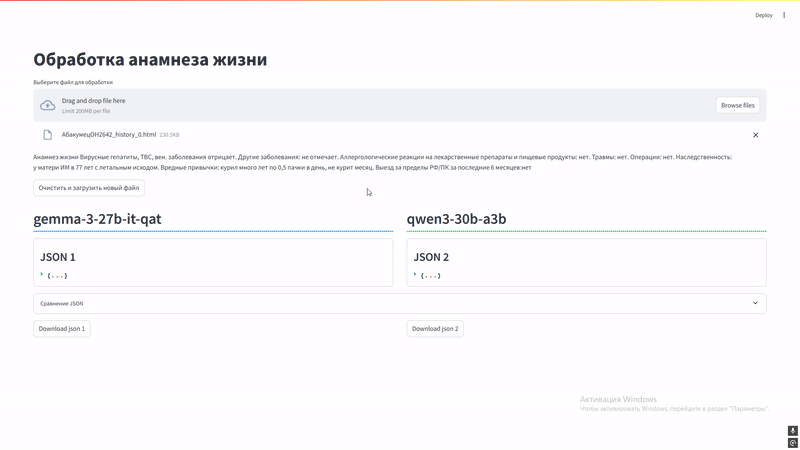 Deploy
Обработка анамнеза жизни
Выберите файл для обработки
Drag and drop file here
Limit 200MB per file
Browse files
АбакумецОН2642_history_0.html 230.5KB
Анамнез жизни Вирусные гепатиты, ТВС, вен. заболевания отрицает. Другие заболевания: не отмечает. Аллергологические реакции на лекарственные препараты и пищевые продукты: нет. Травмы: нет. Операции: нет. Наследственность:
у матери ИМ в 77 лет с летальным исходом. Вредные привычки: курил много лет по 0,5 пачки в день, не курит месяц. Выезд за пределы РФ/ПК за последние 6 месяцев:нет
Очистить и загрузить новый файл
gemma-3-27b-it-qat
qwen3-30b-a3b
JSON 1
{...}
JSON 2
{...}
Сравнение JSON
Download json 1
Download json 2
Активация Windows
Чтобы активировать Windows, перейдите в раздел "Параметры".